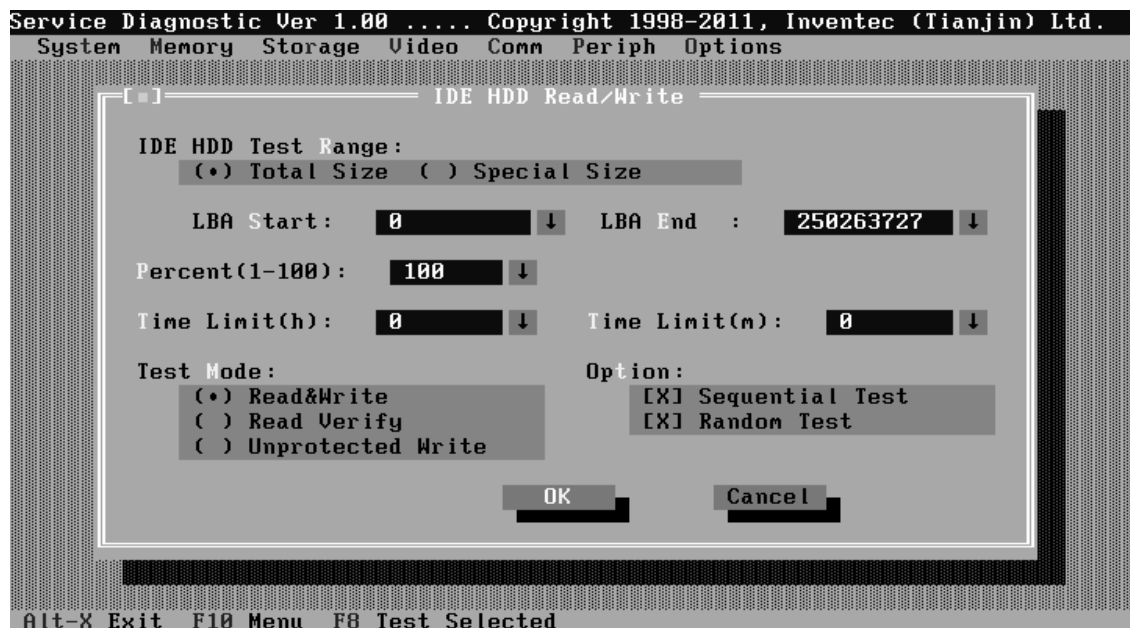 Service Diagnostic Ver 1.00 ..... Copyright 1998-2011, Inventec (Tianjin) Ltd.
System Memory Storage Video Comm Periph Options
[■] IDE HDD Read/Write
IDE HDD Test Range:
(•) Total Size ( ) Special Size
LBA Start: 0 ↓ LBA End : 250263727 ↓
Percent(1-100): 100 ↓
Time Limit(h): 0 ↓ Time Limit(m): 0 ↓
Test Mode: Option:
(•) Read&Write [X] Sequential Test
( ) Read Verify [X] Random Test
( ) Unprotected Write
OK Cancel
Alt-X Exit F10 Menu F8 Test Selected